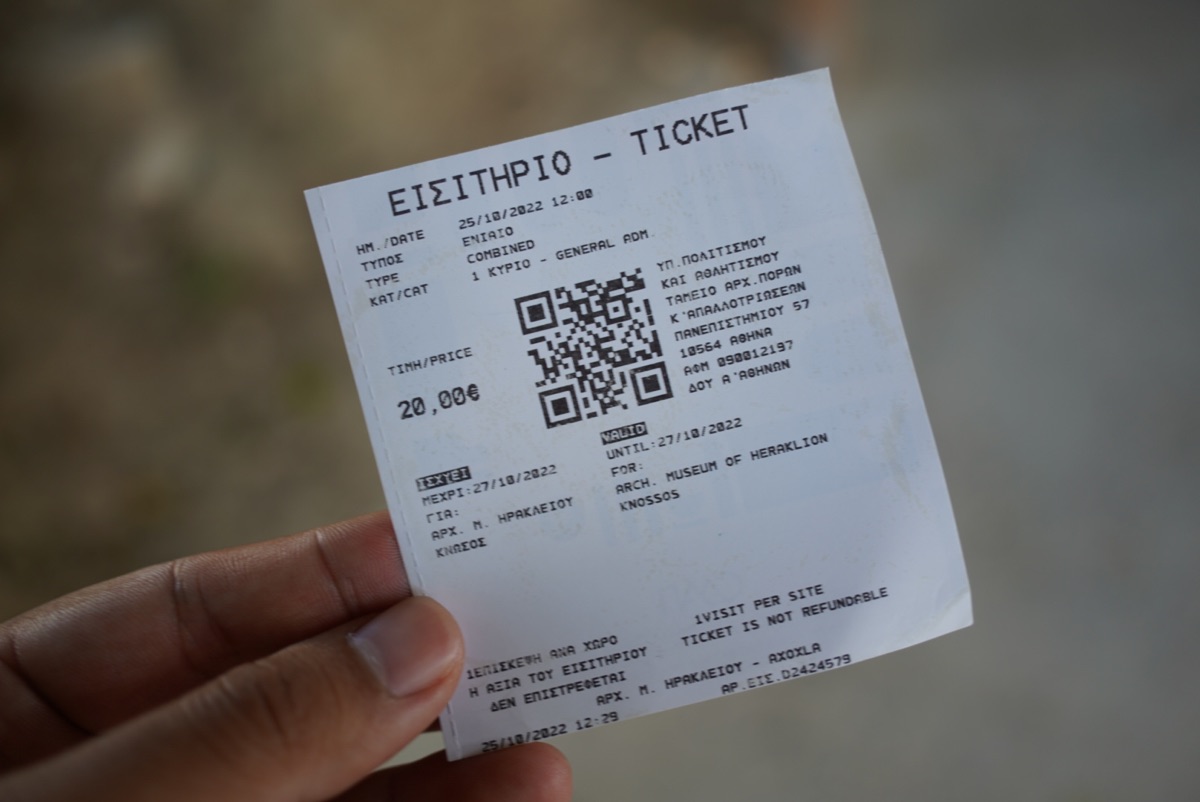 ΕΙΣΙΤΗΡΙΟ - TICKET
ΗΜ./DATE 25/10/2022 12:00
ΤΥΠΟΣ ΕΝΙΑΙΟ
TYPE COMBINED
ΚΑΤ/CAT 1 ΚΥΡΙΟ - GENERAL ADM.
ΥΠ.ΠΟΛΙΤΙΣΜΟΥ
ΚΑΙ ΑΘΛΗΤΙΣΜΟΥ
ΤΑΜΕΙΟ ΑΡΧ.ΠΟΡΩΝ
Κ'ΑΠΑΛΛΟΤΡΙΩΣΕΩΝ
ΠΑΝΕΠΙΣΤΗΜΙΟΥ 57
10564 ΑΘΗΝΑ
ΑΦΜ 090012197
ΔΟΥ Α'ΑΘΗΝΩΝ
ΤΙΜΗ/PRICE
20,00€
ΙΣΧΥΕΙ
ΜΕΧΡΙ:27/10/2022
ΓΙΑ:
ΑΡΧ. Μ. ΗΡΑΚΛΕΙΟΥ
ΚΝΩΣΟΣ
VALID
UNTIL:27/10/2022
FOR:
ARCH. MUSEUM OF HERAKLION
KNOSSOS
1ΕΠΙΣΚΕΨΗ ΑΝΑ ΧΩΡΟ
Η ΑΞΙΑ ΤΟΥ ΕΙΣΙΤΗΡΙΟΥ
ΔΕΝ ΕΠΙΣΤΡΕΦΕΤΑΙ
1VISIT PER SITE
TICKET IS NOT REFUNDABLE
ΑΡΧ. Μ. ΗΡΑΚΛΕΙΟΥ - AXOXLA
25/10/2022 12:29 ΑΡ.ΕΙΣ.D2424579